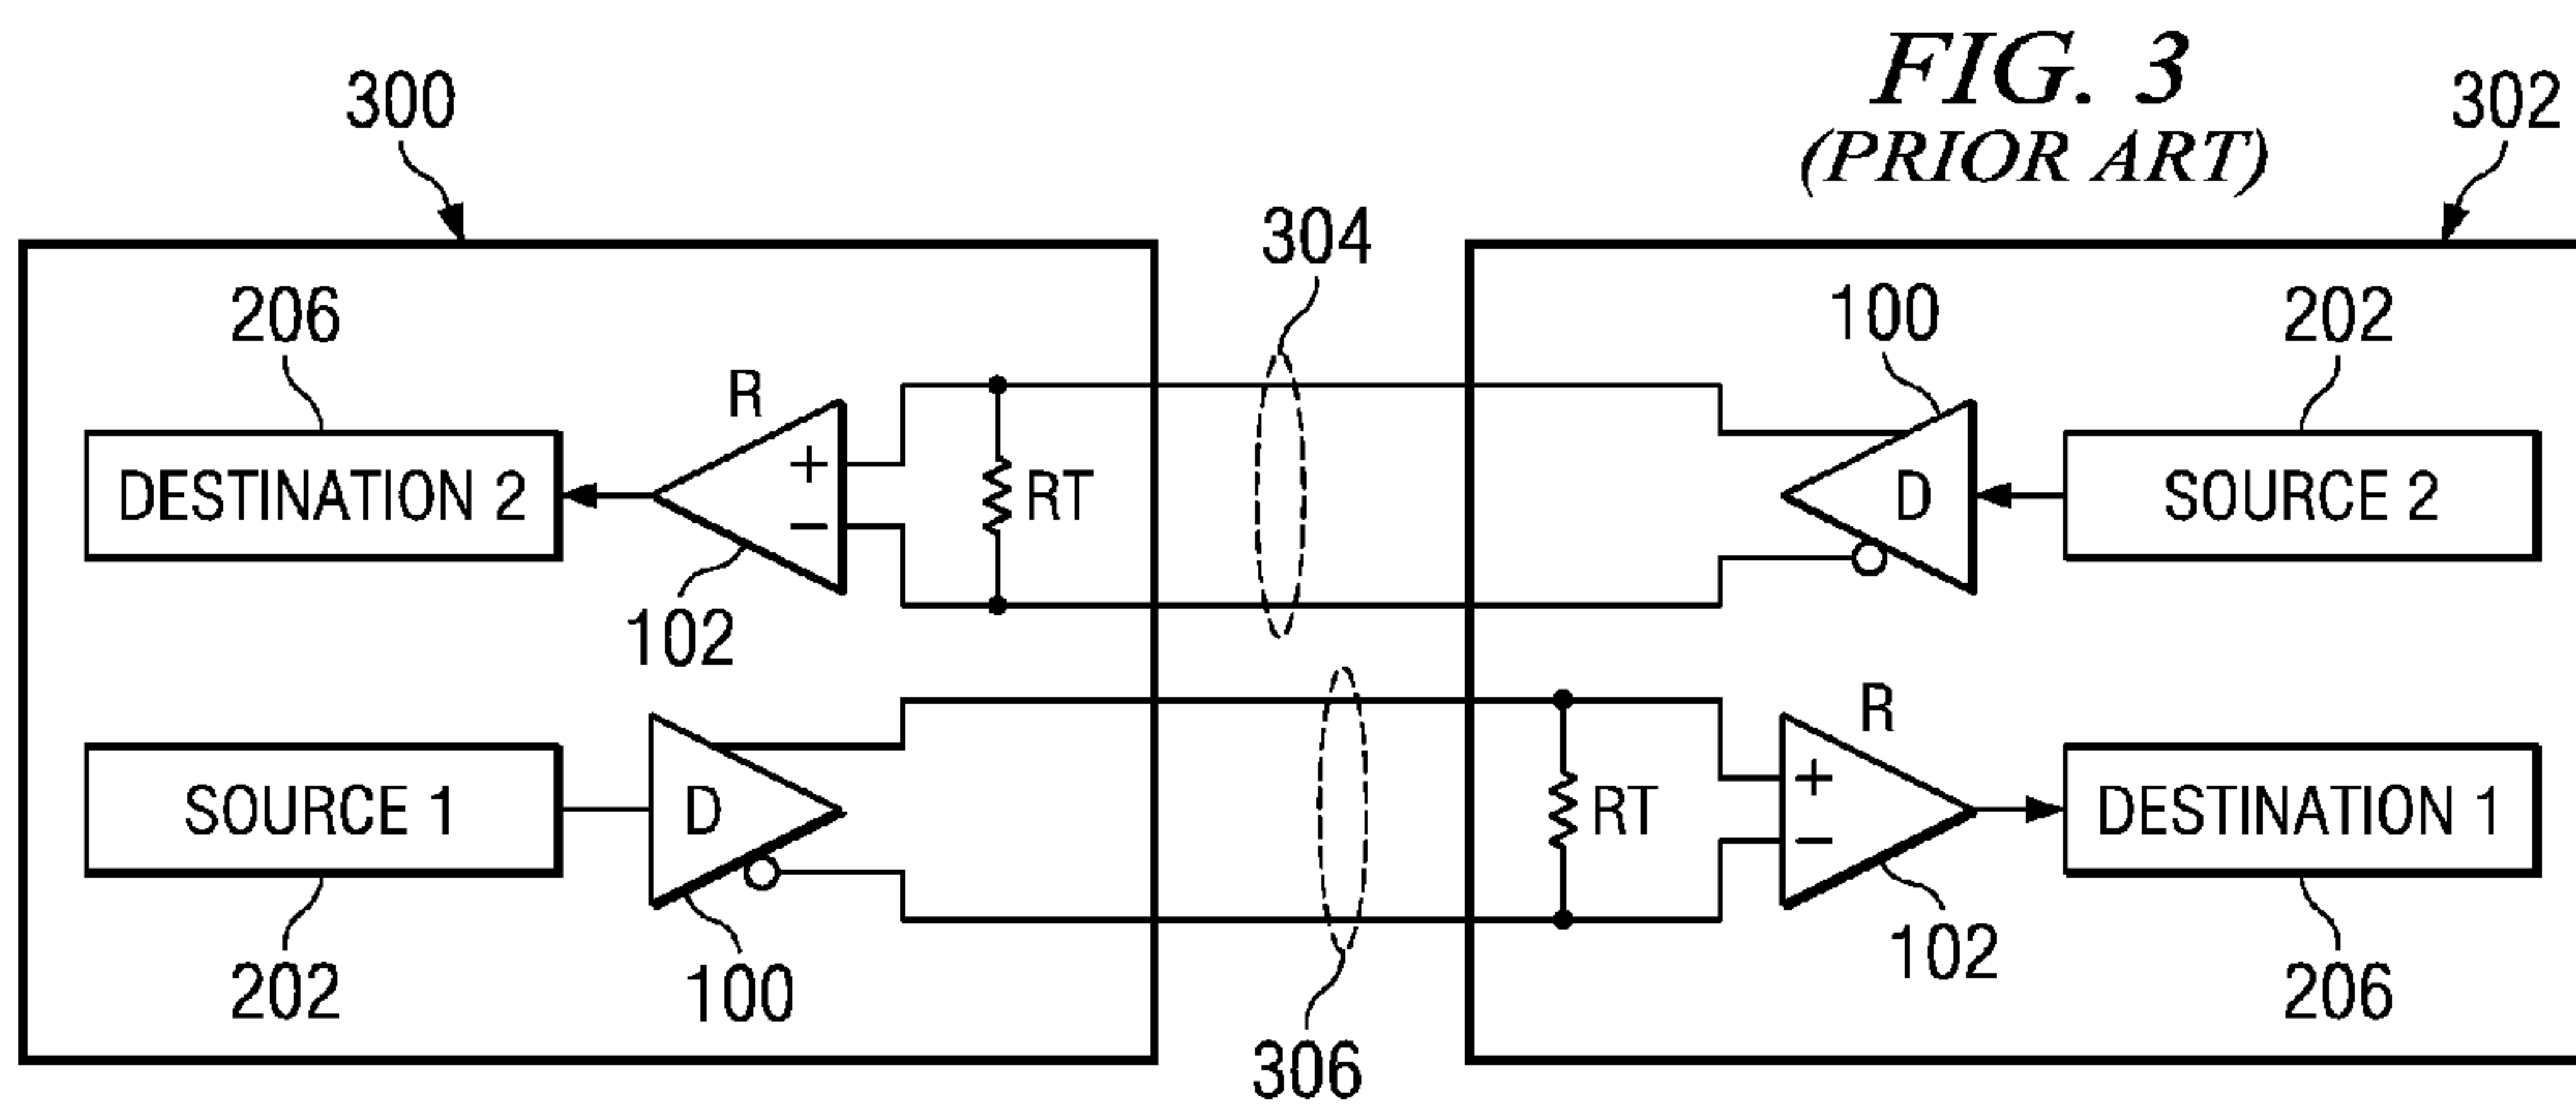 FIG. 3
(PRIOR ART)
300
302
304
206
100
202
R
DESTINATION 2
+
−
RT
D
SOURCE 2
102
R
SOURCE 1
D
RT
+
−
DESTINATION 1
202
100
102
206
306